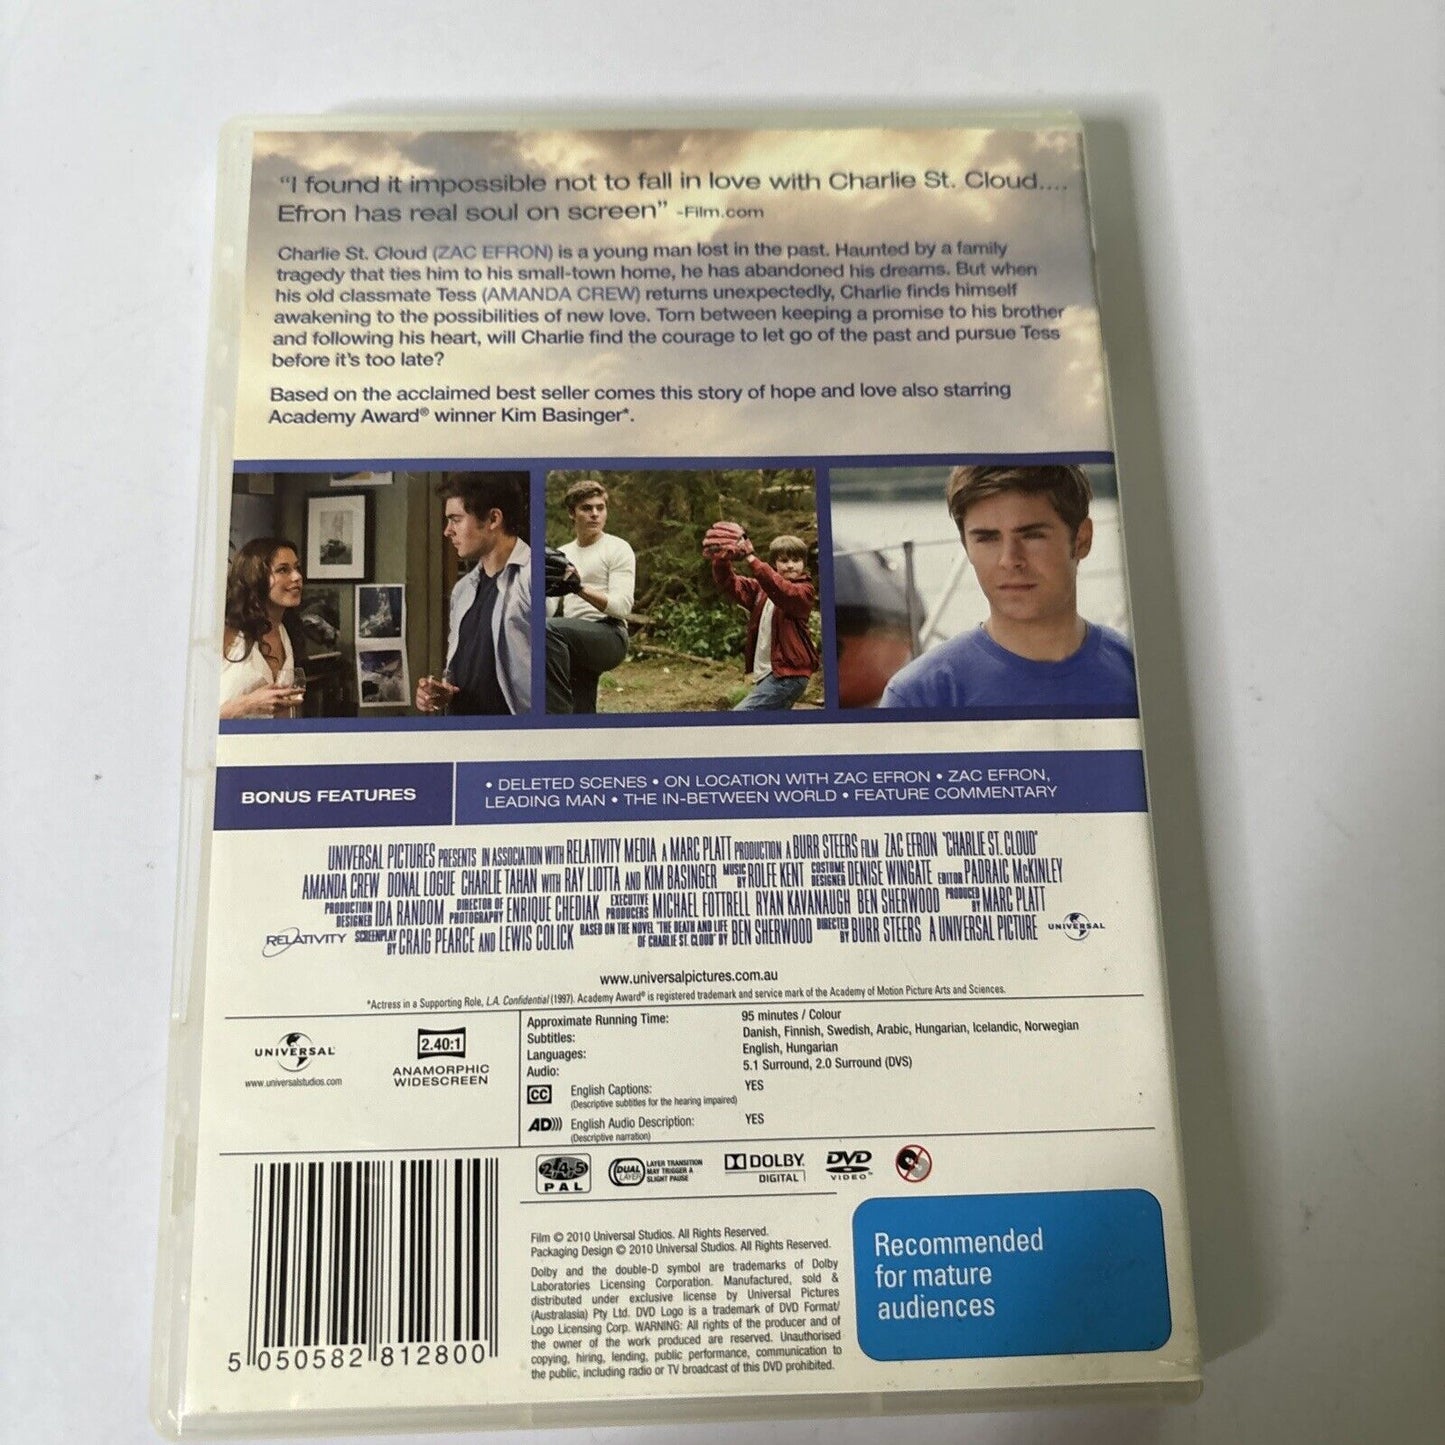 “I found it impossible not to fall in love with Charlie St. Cloud....
Efron has real soul on screen” -Film.com
Charlie St. Cloud (ZAC EFRON) is a young man lost in the past. Haunted by a family
tragedy that ties him to his small-town home, he has abandoned his dreams. But when
his old classmate Tess (AMANDA CREW) returns unexpectedly, Charlie finds himself
awakening to the possibilities of new love. Torn between keeping a promise to his brother
and following his heart, will Charlie find the courage to let go of the past and pursue Tess
before it's too late?
Based on the acclaimed best seller comes this story of hope and love also starring
Academy Award® winner Kim Basinger*.
BONUS FEATURES
• DELETED SCENES • ON LOCATION WITH ZAC EFRON • ZAC EFRON,
LEADING MAN • THE IN-BETWEEN WORLD • FEATURE COMMENTARY
UNIVERSAL PICTURES PRESENTS IN ASSOCIATION WITH RELATIVITY MEDIA A MARC PLATT PRODUCTION A BURR STEERS FILM ZAC EFRON "CHARLIE ST. CLOUD"
AMANDA CREW DONAL LOGUE CHARLIE TAHAN WITH RAY LIOTTA AND KIM BASINGER MUSIC BY ROLFE KENT COSTUME DESIGNER DENISE WINGATE EDITOR PADRAIC McKINLEY
PRODUCTION DESIGNER IDA RANDOM DIRECTOR OF PHOTOGRAPHY ENRIQUE CHEDIAK EXECUTIVE PRODUCERS MICHAEL FOTTRELL RYAN KAVANAUGH BEN SHERWOOD PRODUCED BY MARC PLATT
RELATIVITY SCREENPLAY BY CRAIG PEARCE AND LEWIS COLICK BASED ON THE NOVEL "THE DEATH AND LIFE OF CHARLIE ST. CLOUD" BY BEN SHERWOOD DIRECTED BY BURR STEERS A UNIVERSAL PICTURE UNIVERSAL
www.universalpictures.com.au
*Actress in a Supporting Role, L.A. Confidential (1997). Academy Award® is registered trademark and service mark of the Academy of Motion Picture Arts and Sciences.
UNIVERSAL
www.universalstudios.com
2.40:1
ANAMORPHIC
WIDESCREEN
Approximate Running Time: 95 minutes / Colour
Subtitles: Danish, Finnish, Swedish, Arabic, Hungarian, Icelandic, Norwegian
Languages: English, Hungarian
Audio: 5.1 Surround, 2.0 Surround (DVS)
CC English Captions: YES
(Descriptive subtitles for the hearing impaired)
AD))) English Audio Description: YES
(Descriptive narration)
2•4•5
PAL
DUAL LAYER
LAYER TRANSITION
MAY TRIGGER A
SLIGHT PAUSE
DOLBY
DIGITAL
DVD
VIDEO™
Film © 2010 Universal Studios. All Rights Reserved.
Packaging Design © 2010 Universal Studios. All Rights Reserved.
Dolby and the double-D symbol are trademarks of Dolby
Laboratories Licensing Corporation. Manufactured, sold &
distributed under exclusive license by Universal Pictures
(Australasia) Pty Ltd. DVD Logo is a trademark of DVD Format/
Logo Licensing Corp. WARNING: All rights of the producer and of
the owner of the work produced are reserved. Unauthorised
copying, hiring, lending, public performance, communication to
the public, including radio or TV broadcast of this DVD prohibited.
Recommended
for mature
audiences
5 050582 812800